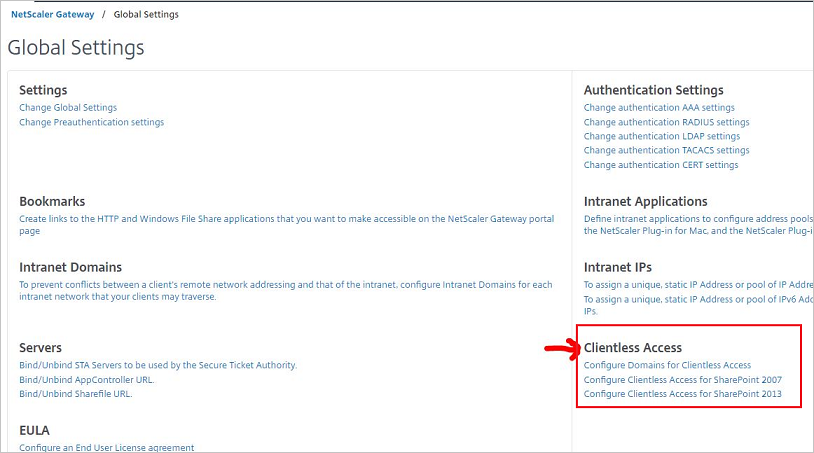 NetScaler Gateway / Global Settings
Global Settings
Settings
Change Global Settings
Change Preauthentication settings
Authentication Settings
Change authentication AAA settings
Change authentication RADIUS settings
Change authentication LDAP settings
Change authentication TACACS settings
Change authentication CERT settings
Bookmarks
Create links to the HTTP and Windows File Share applications that you want to make accessible on the NetScaler Gateway portal
page
Intranet Applications
Define intranet applications to configure address pools
the NetScaler Plug-in for Mac, and the NetScaler Plug-i
Intranet Domains
To prevent conflicts between a client's remote network addressing and that of the intranet, configure Intranet Domains for each
intranet network that your clients may traverse.
Intranet IPs
To assign a unique, static IP Address or pool of IP Addre
To assign a unique, static IP Address or pool of IPv6 Add
IPs.
Servers
Bind/Unbind STA Servers to be used by the Secure Ticket Authority.
Bind/Unbind AppController URL.
Bind/Unbind Sharefile URL.
Clientless Access
Configure Domains for Clientless Access
Configure Clientless Access for SharePoint 2007
Configure Clientless Access for SharePoint 2013
EULA
Configure an End User License agreement